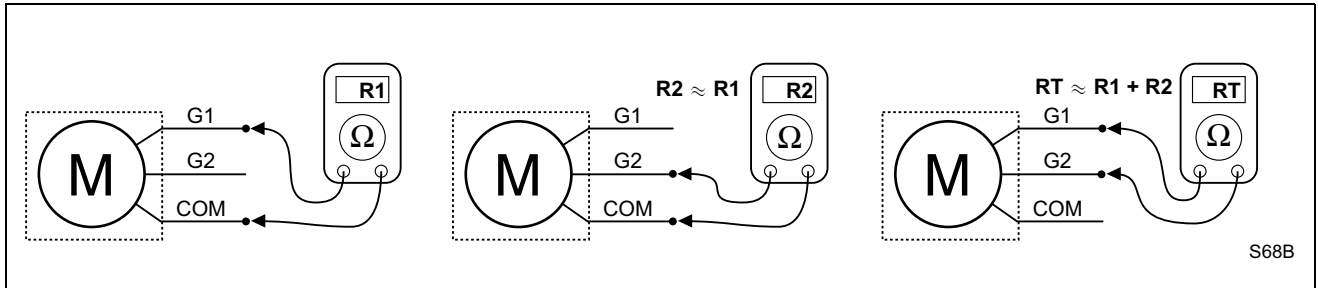 R1
G1
G2
COM
M
Ω
R2 ≈ R1
R2
G1
G2
COM
M
Ω
RT ≈ R1 + R2
RT
G1
G2
COM
M
Ω
S68B